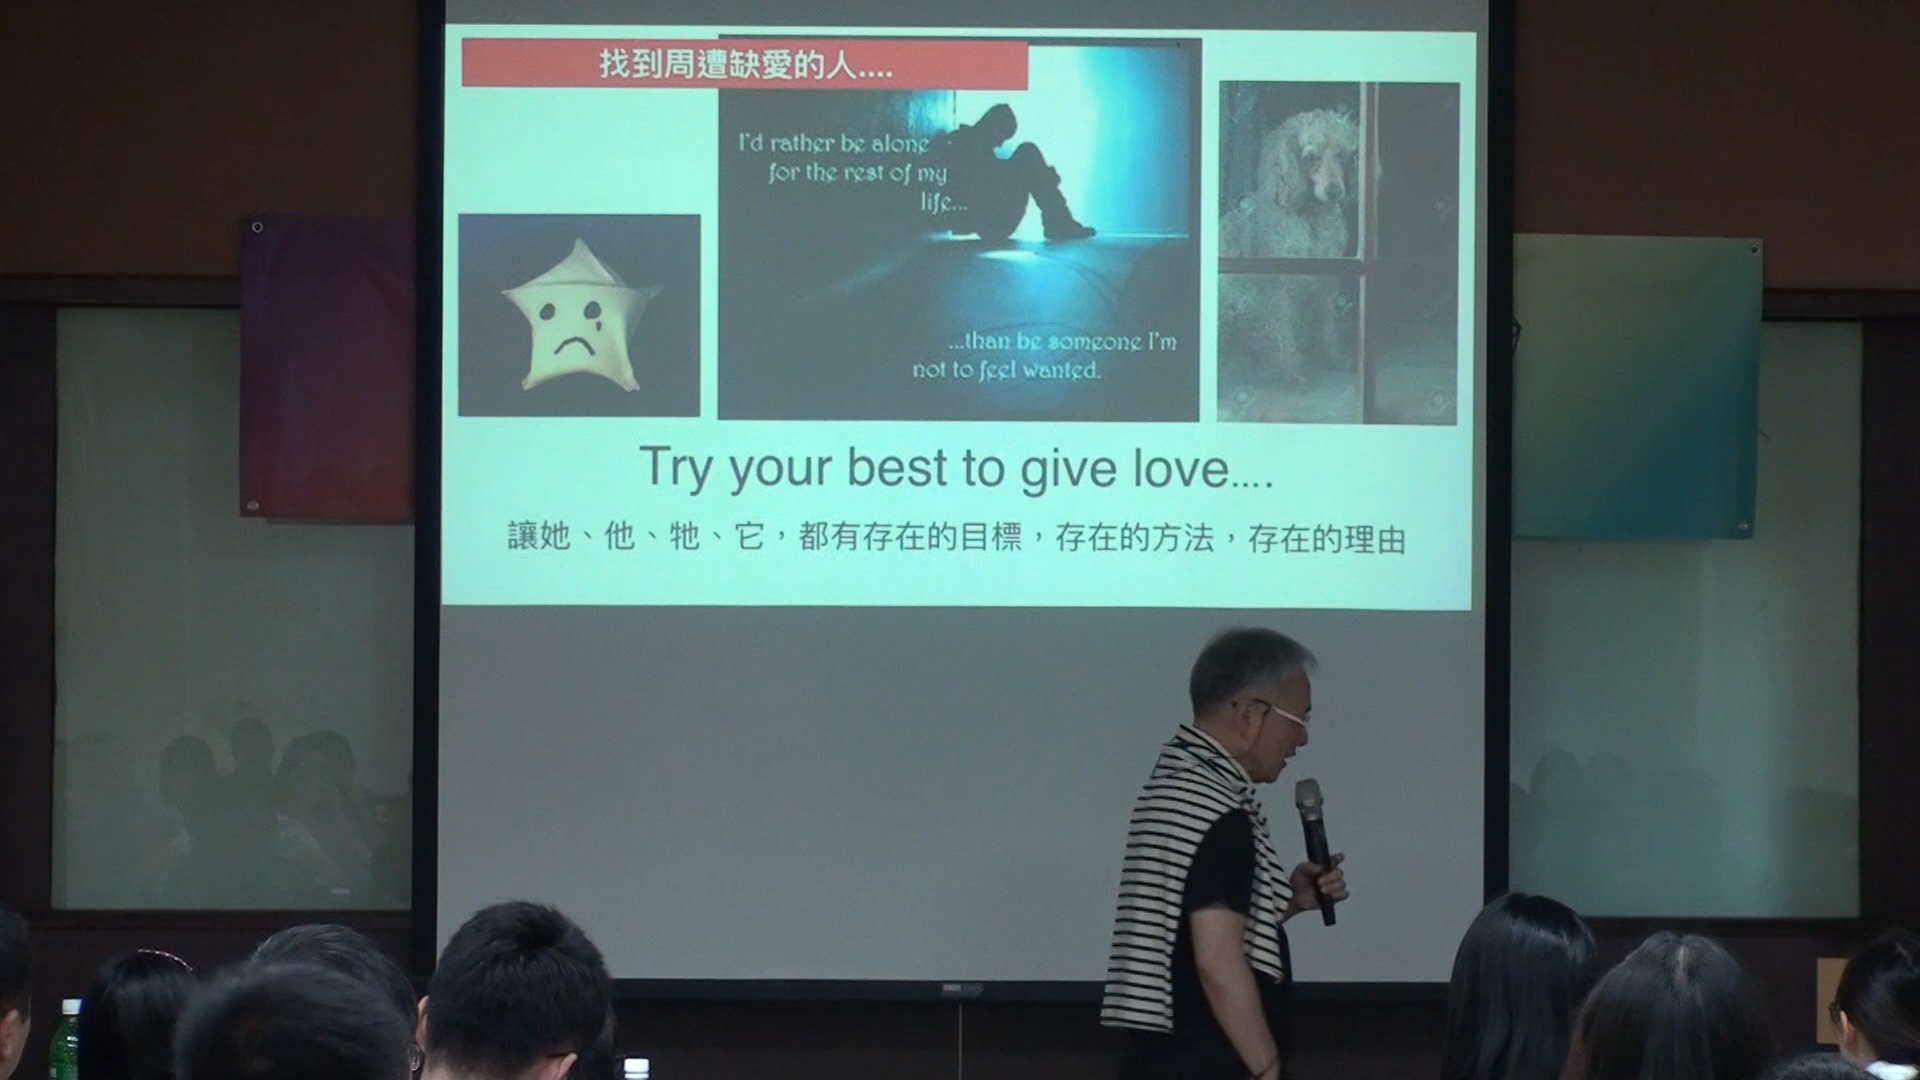 找到周遭缺愛的人....
I'd rather be alone
for the rest of my
life...
...than be someone I'm
not to feel wanted.
Try your best to give love....
讓她、他、牠、它，都有存在的目標，存在的方法，存在的理由